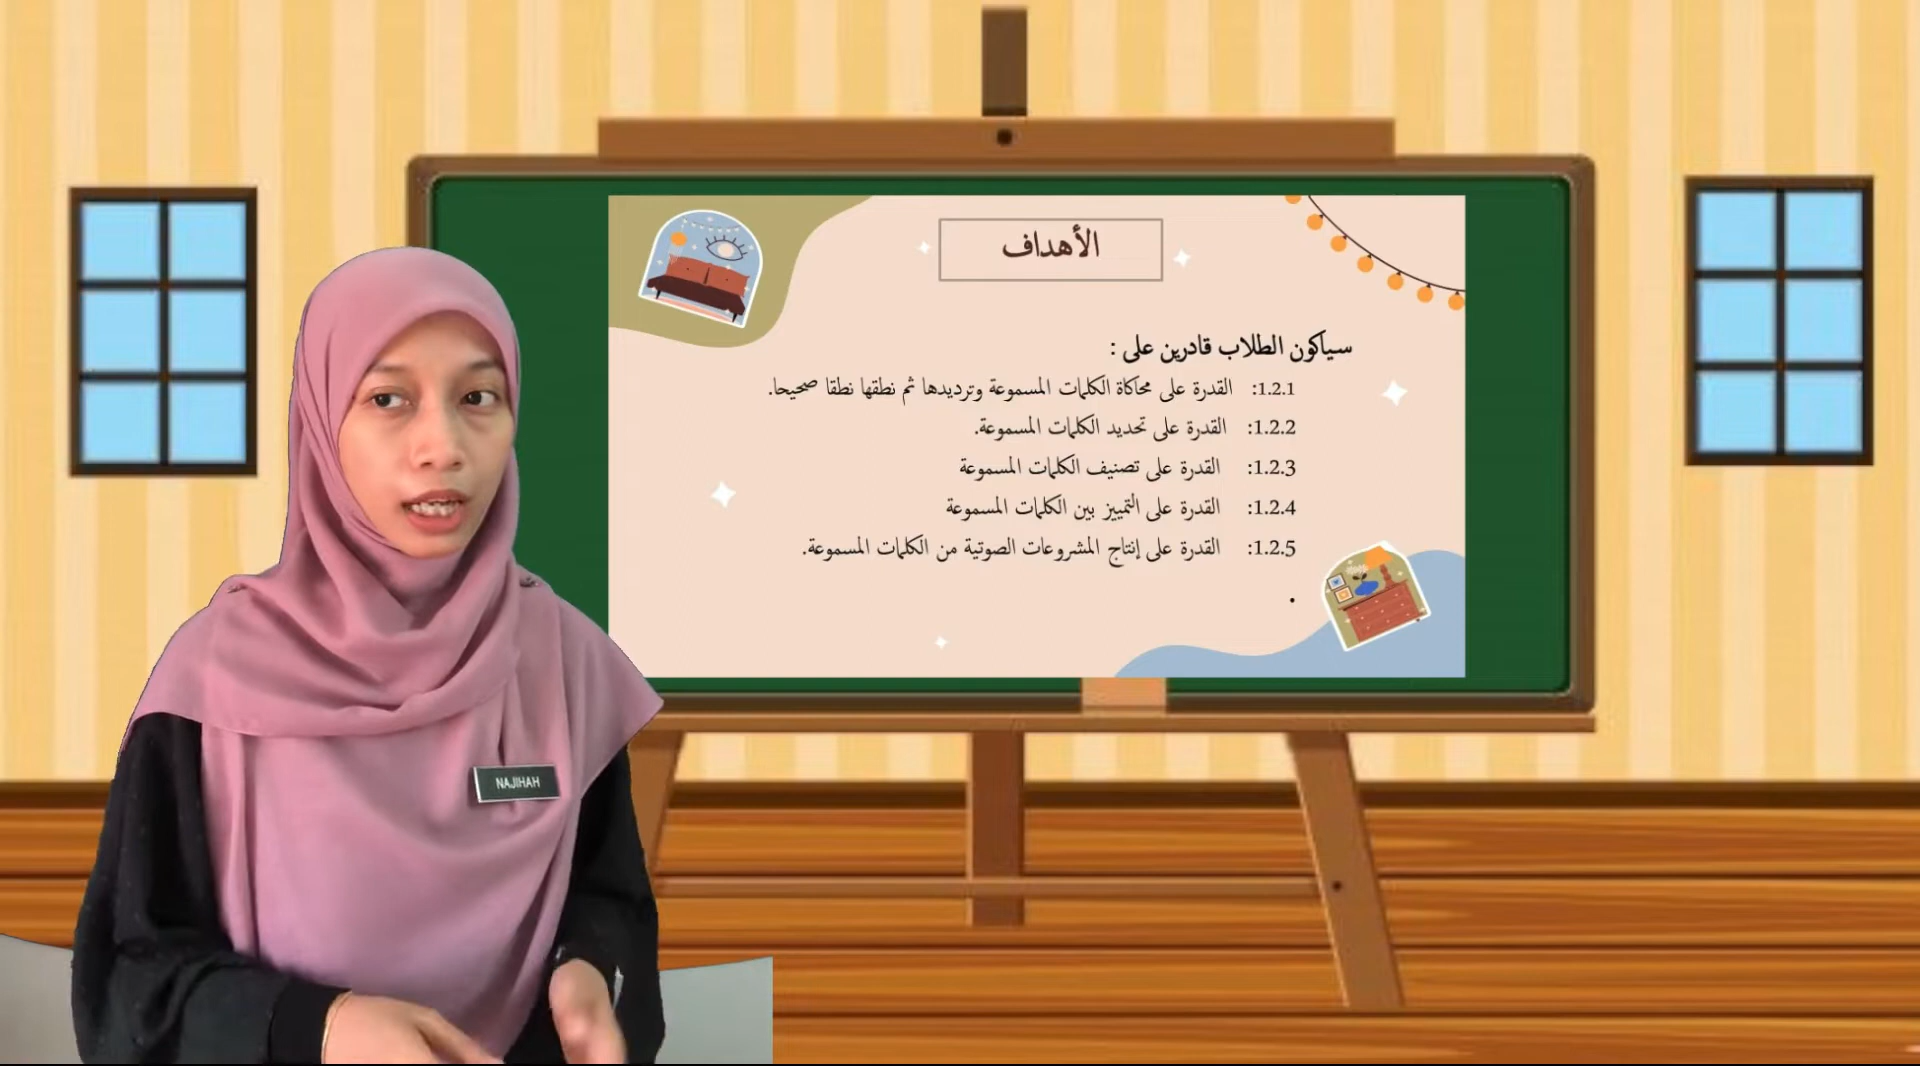 الأهداف
سياكون الطلاب قادرين على :
1.2.1: القدرة على محاكاة الكلمات المسموعة وترديدها ثم نطقها نطقا صحيحا.
1.2.2: القدرة على تحديد الكلمات المسموعة.
1.2.3: القدرة على تصنيف الكلمات المسموعة
1.2.4: القدرة على التمييز بين الكلمات المسموعة
1.2.5: القدرة على إنتاج المشروعات الصوتية من الكلمات المسموعة.
.
NAJIHAH